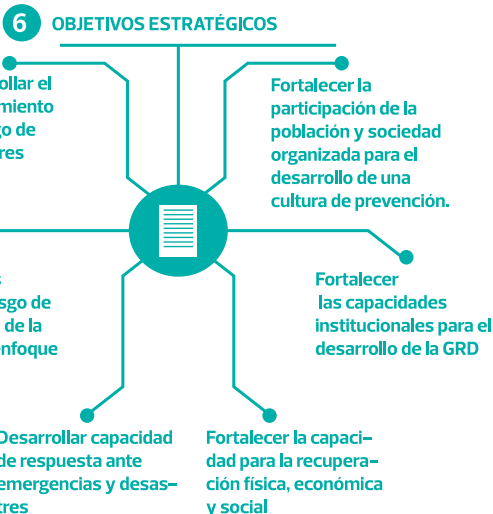 6 OBJETIVOS ESTRATÉGICOS
ollar el
miento
go de
res
Fortalecer la
participación de la
población y sociedad
organizada para el
desarrollo de una
cultura de prevención.
s
sgo de
de la
enfoque
Fortalecer
las capacidades
institucionales para el
desarrollo de la GRD
Desarrollar capacidad
de respuesta ante
emergencias y desas-
tres
Fortalecer la capaci-
dad para la recupera-
ción física, económica
y social